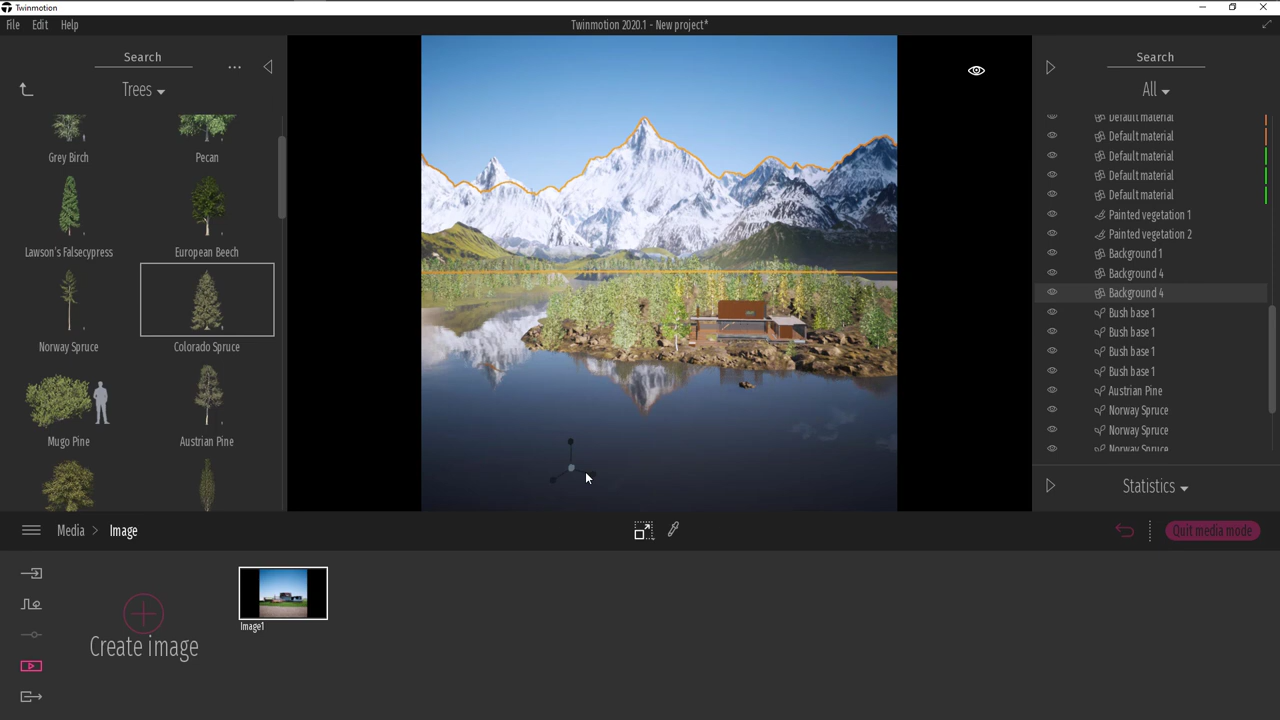 Twinmotion
File Edit Help
Twinmotion 2020.1 - New project*
Search
Trees
Grey Birch
Pecan
Lawson's Falsecypress
European Beech
Norway Spruce
Colorado Spruce
Mugo Pine
Austrian Pine
Search
All
Default material
Default material
Default material
Default material
Default material
Painted vegetation 1
Painted vegetation 2
Background 1
Background 4
Background 4
Bush base 1
Bush base 1
Bush base 1
Bush base 1
Austrian Pine
Norway Spruce
Norway Spruce
Norway Spruce
Statistics
Media > Image
Quit media mode
Create image
Image1